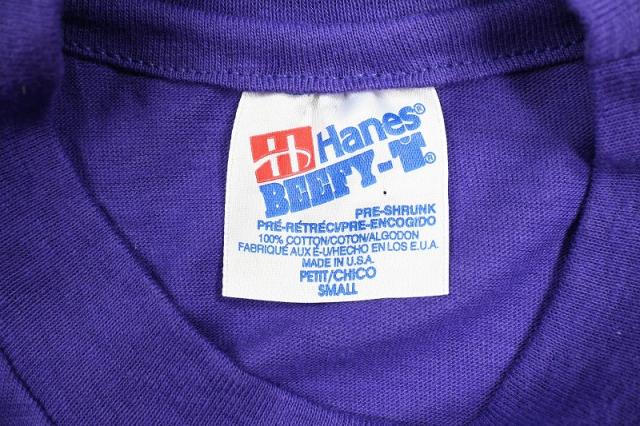 H Hanes®
BEEFY-T®
PRE-SHRUNK
PRÉ-RÉTRÉCI/PRE-ENCOGIDO
100% COTTON/COTON/ALGODON
FABRIQUÉ AUX É-U/HECHO EN LOS E.U.A.
MADE IN U.S.A.
PETIT/CHICO
SMALL